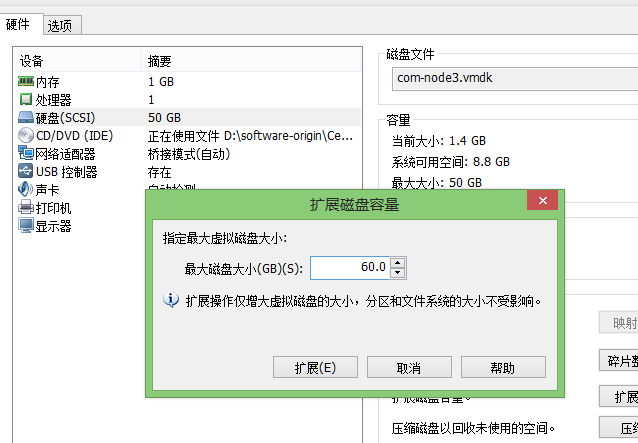 硬件 选项
设备 摘要
内存 1 GB
处理器 1
硬盘(SCSI) 50 GB
CD/DVD (IDE) 正在使用文件 D:\software-origin\Ce...
网络适配器 桥接模式(自动)
USB 控制器 存在
声卡 自动检测
打印机
显示器
磁盘文件
com-node3.vmdk
容量
当前大小: 1.4 GB
系统可用空间: 8.8 GB
最大大小: 50 GB
扩展磁盘容量
指定最大虚拟磁盘大小:
最大磁盘大小(GB)(S): 60.0
扩展操作仅增大虚拟磁盘的大小，分区和文件系统的大小不受影响。
扩展(E) 取消 帮助
映射
碎片整
扩展磁盘容量。 扩展
压缩磁盘以回收未使用的空间。 压缩